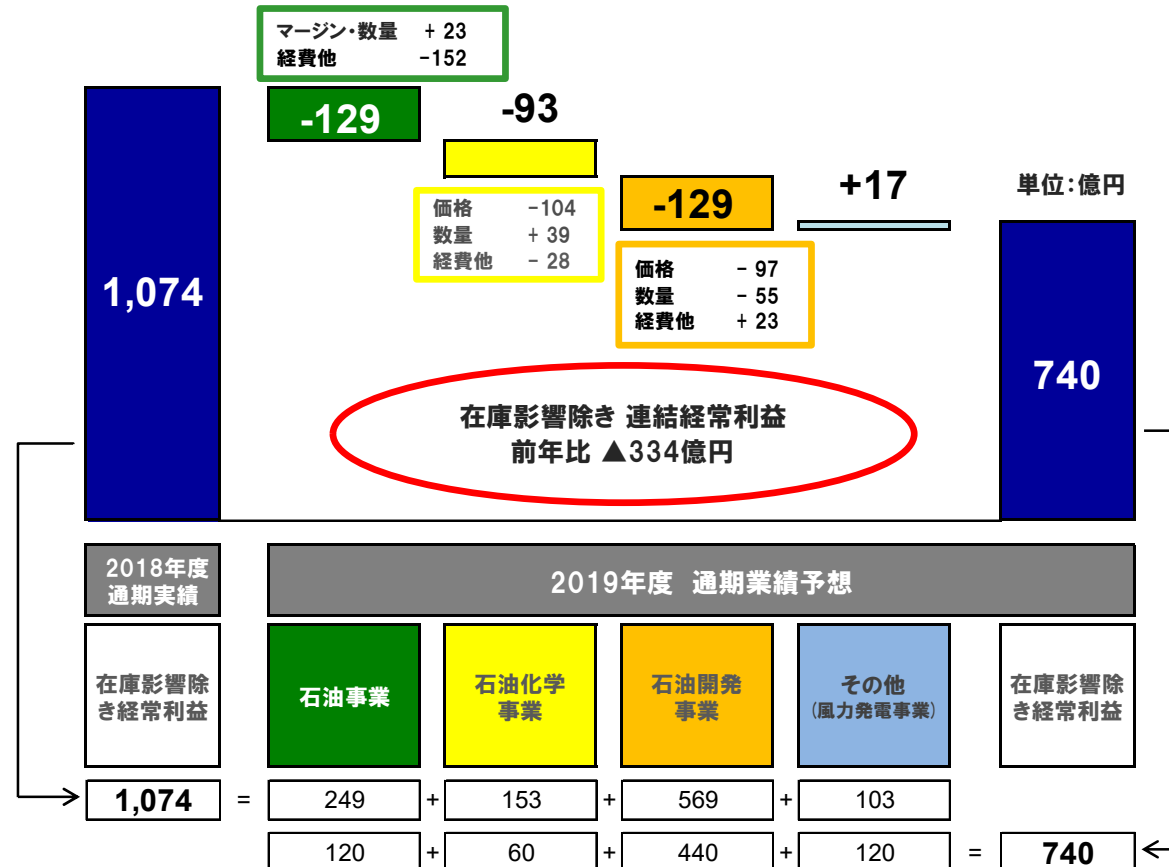 マージン・数量 + 23
経費他 -152
-129
-93
-129
+17
単位:億円
価格 -104
数量 + 39
経費他 - 28
価格 - 97
数量 - 55
経費他 + 23
1,074
740
在庫影響除き 連結経常利益
前年比 ▲334億円
2018年度
通期実績
2019年度 通期業績予想
在庫影響除
き経常利益
石油事業
石油化学
事業
石油開発
事業
その他
(風力発電事業)
在庫影響除
き経常利益
1,074 = 249 + 153 + 569 + 103
120 + 60 + 440 + 120 = 740